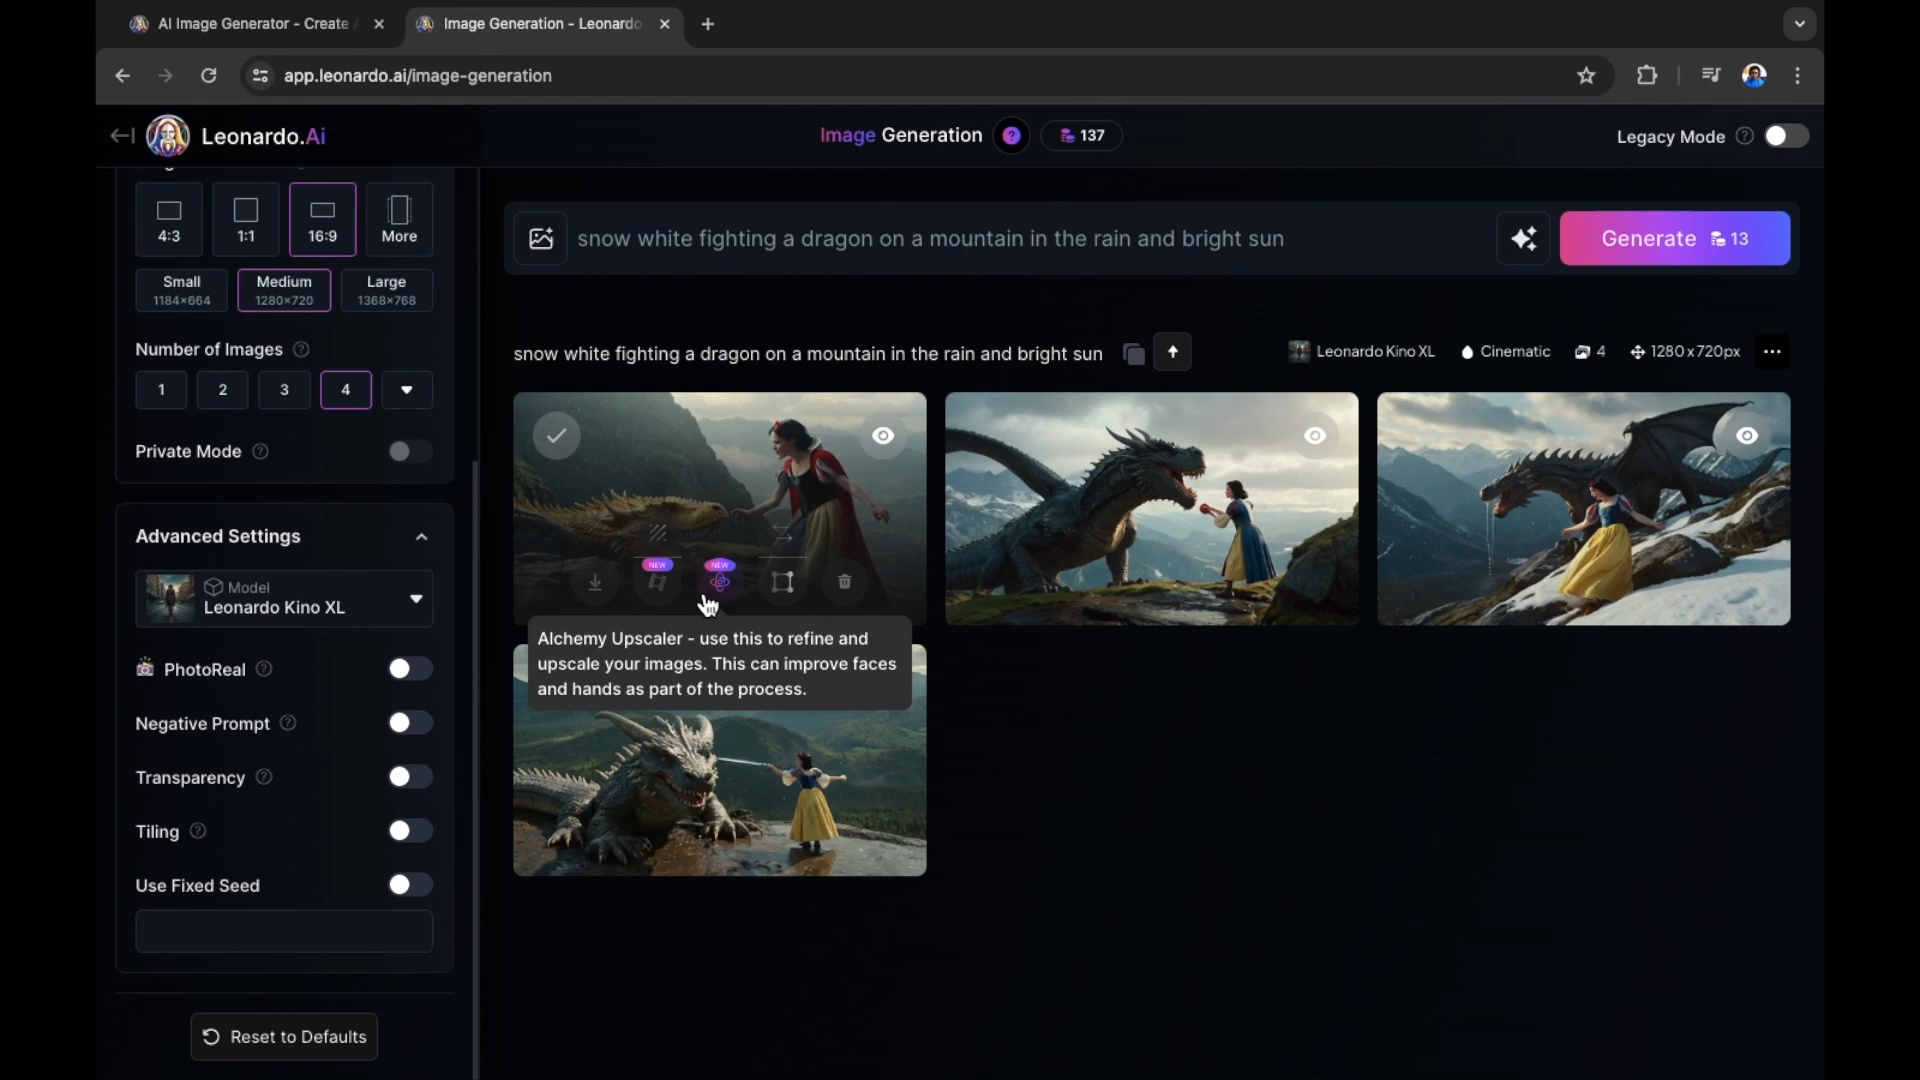 AI Image Generator - Create
Image Generation - Leonardo
app.leonardo.ai/image-generation
Leonardo.Ai
Image Generation
?
137
Legacy Mode ?
4:3
1:1
16:9
More
Small
1184×664
Medium
1280×720
Large
1368×768
snow white fighting a dragon on a mountain in the rain and bright sun
Generate 13
Number of Images ?
1
2
3
4
snow white fighting a dragon on a mountain in the rain and bright sun
Leonardo Kino XL
Cinematic
4
1280 x 720px
Private Mode ?
Advanced Settings
Model
Leonardo Kino XL
PhotoReal ?
Negative Prompt ?
Transparency ?
Tiling ?
Use Fixed Seed
Reset to Defaults
NEW
NEW
Alchemy Upscaler - use this to refine and
upscale your images. This can improve faces
and hands as part of the process.